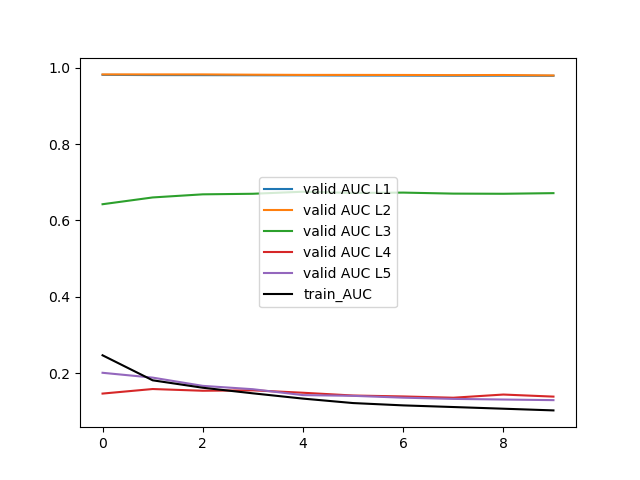 1.0
0.8
0.6
0.4
0.2
valid AUC L1
valid AUC L2
valid AUC L3
valid AUC L4
valid AUC L5
train_AUC
0 2 4 6 8